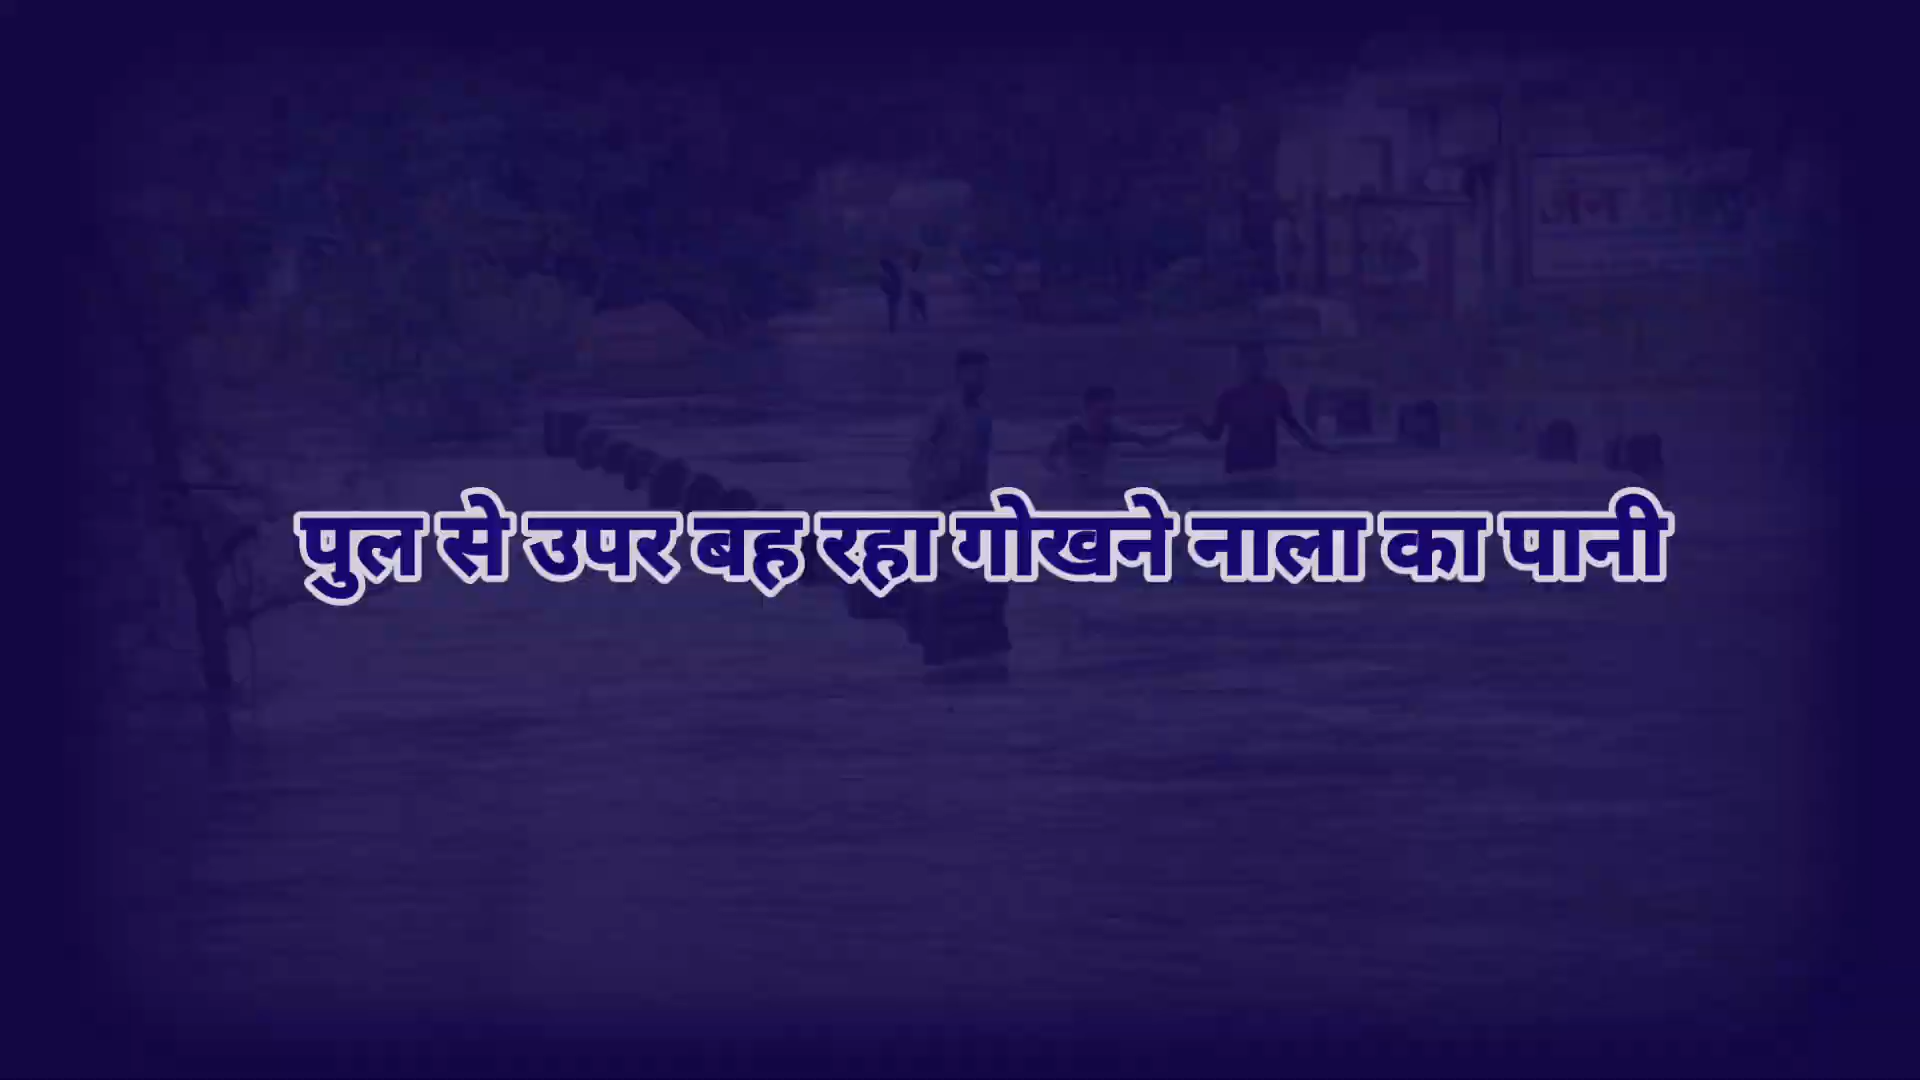 पुल से उपर बह रहा गोखने नाला का पानी